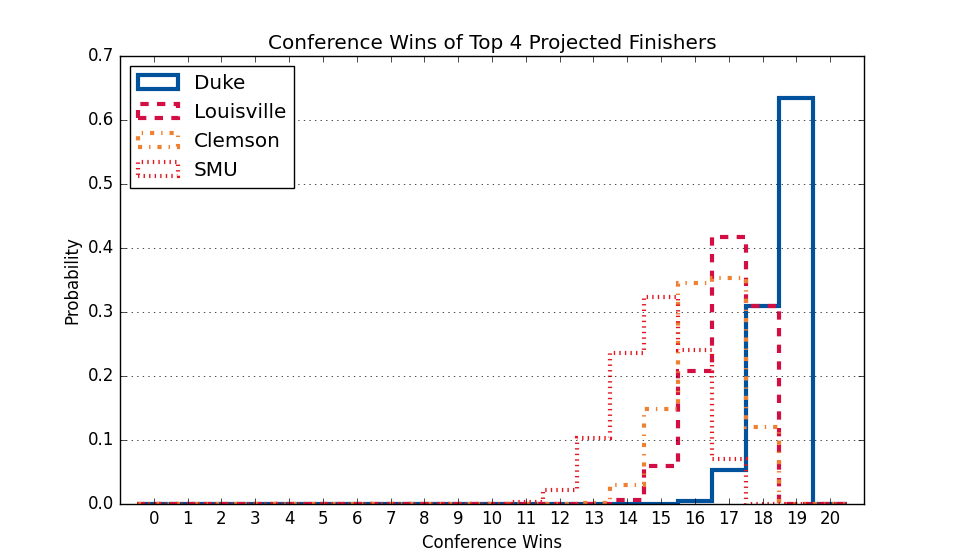 Conference Wins of Top 4 Projected Finishers
0.7
0.6
0.5
0.4
0.3
0.2
0.1
0.0
Probability
Duke
Louisville
Clemson
SMU
0 1 2 3 4 5 6 7 8 9 10 11 12 13 14 15 16 17 18 19 20
Conference Wins